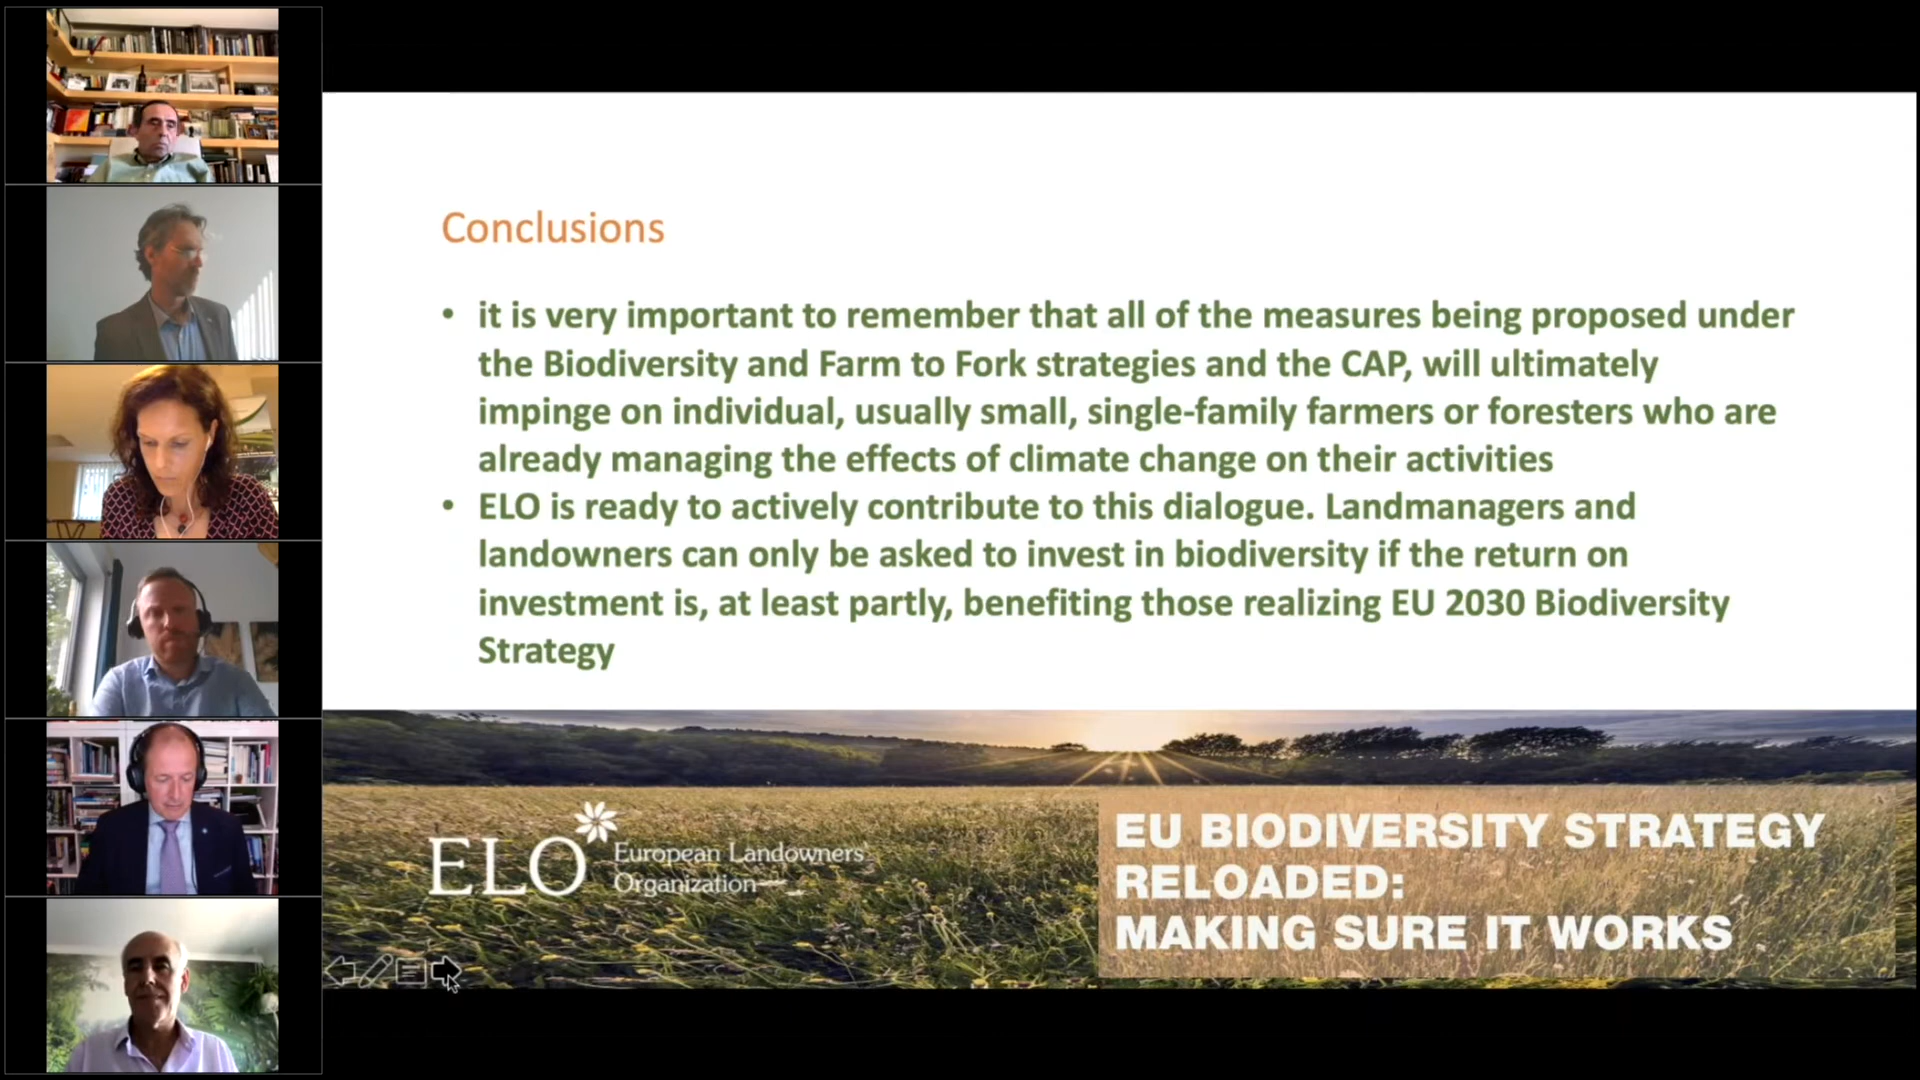 Conclusions
• it is very important to remember that all of the measures being proposed under
the Biodiversity and Farm to Fork strategies and the CAP, will ultimately
impinge on individual, usually small, single-family farmers or foresters who are
already managing the effects of climate change on their activities
• ELO is ready to actively contribute to this dialogue. Landmanagers and
landowners can only be asked to invest in biodiversity if the return on
investment is, at least partly, benefiting those realizing EU 2030 Biodiversity
Strategy
ELO
European Landowners'
Organization
EU BIODIVERSITY STRATEGY
RELOADED:
MAKING SURE IT WORKS